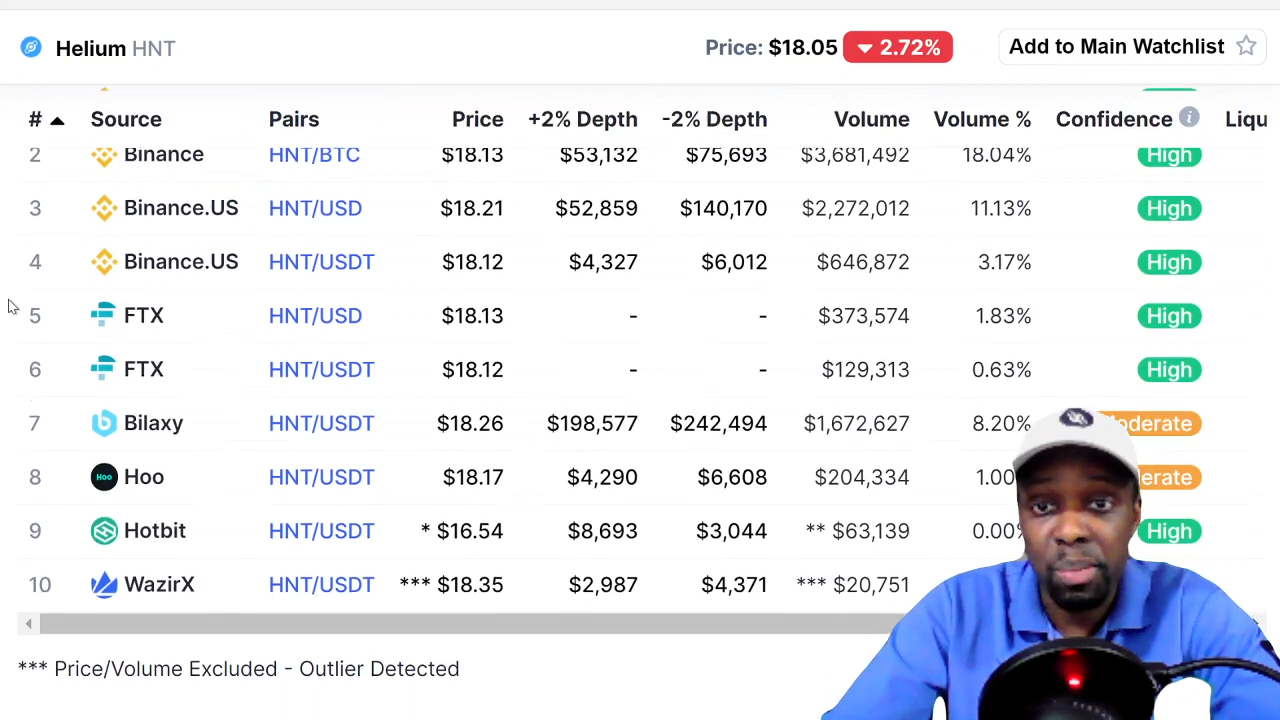 Helium HNT Price: $18.05 2.72% Add to Main Watchlist
# Source Pairs Price +2% Depth -2% Depth Volume Volume % Confidence Liqu
2 Binance HNT/BTC $18.13 $53,132 $75,693 $3,681,492 18.04% High
3 Binance.US HNT/USD $18.21 $52,859 $140,170 $2,272,012 11.13% High
4 Binance.US HNT/USDT $18.12 $4,327 $6,012 $646,872 3.17% High
5 FTX HNT/USD $18.13 - - $373,574 1.83% High
6 FTX HNT/USDT $18.12 - - $129,313 0.63% High
7 Bilaxy HNT/USDT $18.26 $198,577 $242,494 $1,672,627 8.20% oderate
8 Hoo Hoo HNT/USDT $18.17 $4,290 $6,608 $204,334 1.00 erate
9 Hotbit HNT/USDT * $16.54 $8,693 $3,044 ** $63,139 0.00% High
10 WazirX HNT/USDT *** $18.35 $2,987 $4,371 *** $20,751
*** Price/Volume Excluded - Outlier Detected